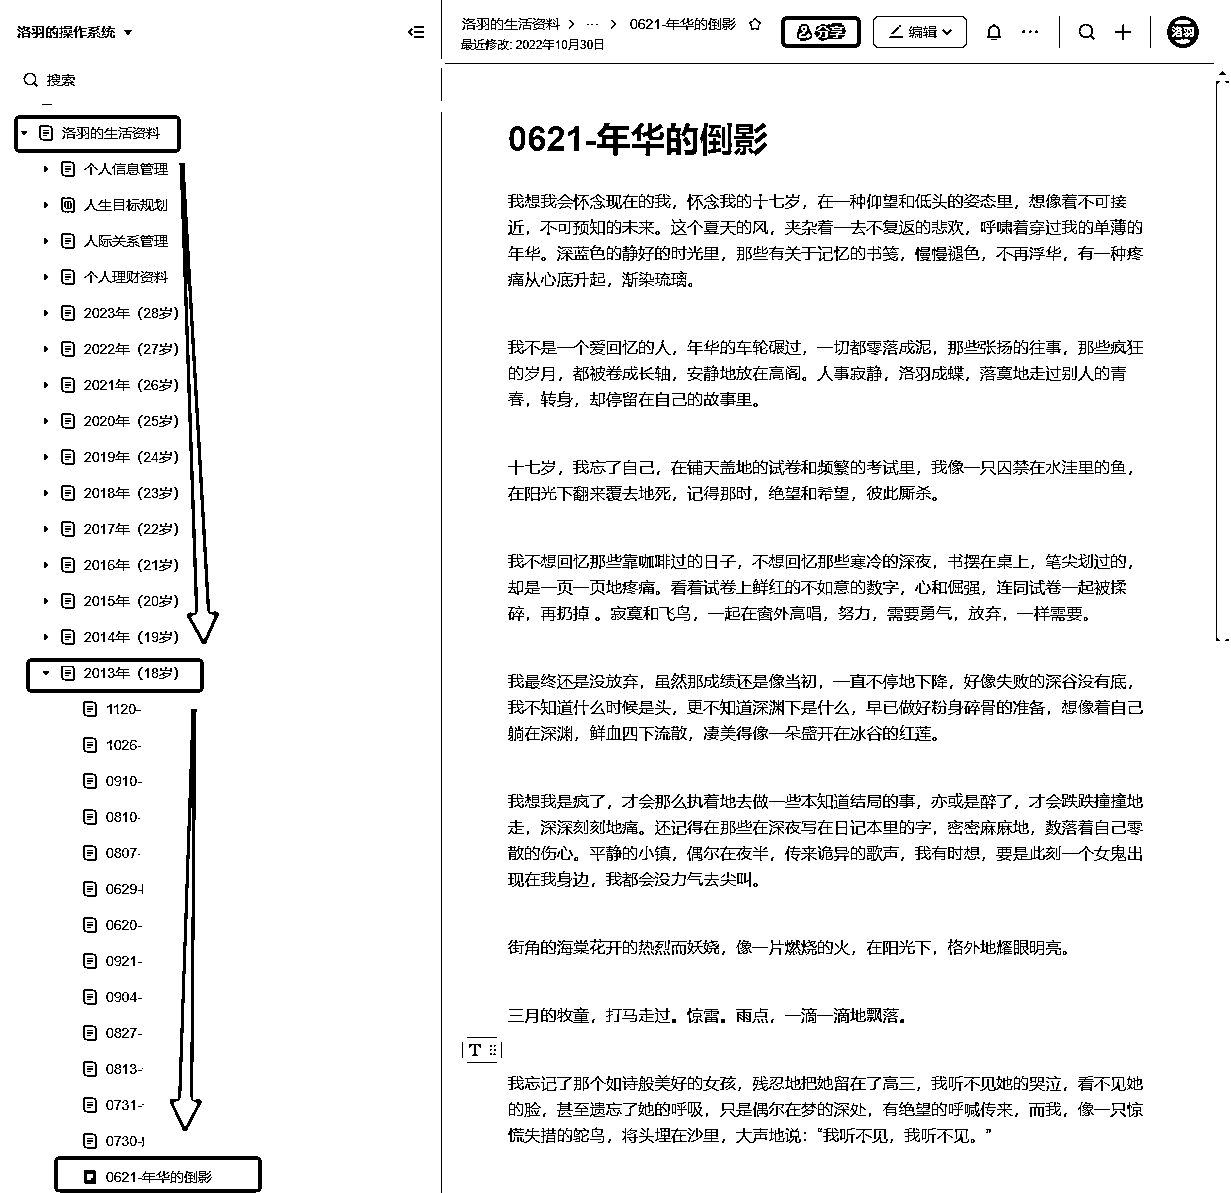 洛羽的操作系统
搜索
洛羽的生活资料
个人信息管理
人生目标规划
人际关系管理
个人理财资料
2023年（28岁）
2022年（27岁）
2021年（26岁）
2020年（25岁）
2019年（24岁）
2018年（23岁）
2017年（22岁）
2016年（21岁）
2015年（20岁）
2014年（19岁）
2013年（18岁）
1120-
1026-
0910-
0810-
0807-
0629-
0620-
0921-
0904-
0827-
0813-
0731-
0730-
0621-年华的倒影
洛羽的生活资料 > ··· > 0621-年华的倒影
最近修改: 2022年10月30日
分享
编辑
洛羽
0621-年华的倒影
我想我会怀念现在的我，怀念我的十七岁，在一种仰望和低头的姿态里，想像着不可接
近，不可预知的未来。这个夏天的风，夹杂着一去不复返的悲欢，呼啸着穿过我的单薄的
年华。深蓝色的静好的时光里，那些有关于记忆的书笺，慢慢褪色，不再浮华，有一种疼
痛从心底升起，渐染琉璃。
我不是一个爱回忆的人，年华的车轮碾过，一切都零落成泥，那些张扬的往事，那些疯狂
的岁月，都被卷成长轴，安静地放在高阁。人事寂静，洛羽成蝶，落寞地走过别人的青
春，转身，却停留在自己的故事里。
十七岁，我忘了自己，在铺天盖地的试卷和频繁的考试里，我像一只囚禁在水洼里的鱼，
在阳光下翻来覆去地死，记得那时，绝望和希望，彼此厮杀。
我不想回忆那些靠咖啡过的日子，不想回忆那些寒冷的深夜，书摆在桌上，笔尖划过的，
却是一页一页地疼痛。看着试卷上鲜红的不如意的数字，心和倔强，连同试卷一起被揉
碎，再扔掉 。寂寞和飞鸟，一起在窗外高唱，努力，需要勇气，放弃，一样需要。
我最终还是没放弃，虽然那成绩还是像当初，一直不停地下降，好像失败的深谷没有底，
我不知道什么时候是头，更不知道深渊下是什么，早已做好粉身碎骨的准备，想像着自己
躺在深渊，鲜血四下流散，凄美得像一朵盛开在冰谷的红莲。
我想我是疯了，才会那么执着地去做一些本知道结局的事，亦或是醉了，才会跌跌撞撞地
走，深深刻刻地痛。还记得在那些在深夜写在日记本里的字，密密麻麻地，数落着自己零
散的伤心。平静的小镇，偶尔在夜半，传来诡异的歌声，我有时想，要是此刻一个女鬼出
现在我身边，我都会没力气去尖叫。
街角的海棠花开的热烈而妖娆，像一片燃烧的火，在阳光下，格外地耀眼明亮。
三月的牧童，打马走过。惊雷。雨点，一滴一滴地飘落。
T
我忘记了那个如诗般美好的女孩，残忍地把她留在了高三，我听不见她的哭泣，看不见她
的脸，甚至遗忘了她的呼吸，只是偶尔在梦的深处，有绝望的呼喊传来，而我，像一只惊
慌失措的鸵鸟，将头埋在沙里，大声地说：“我听不见，我听不见。”